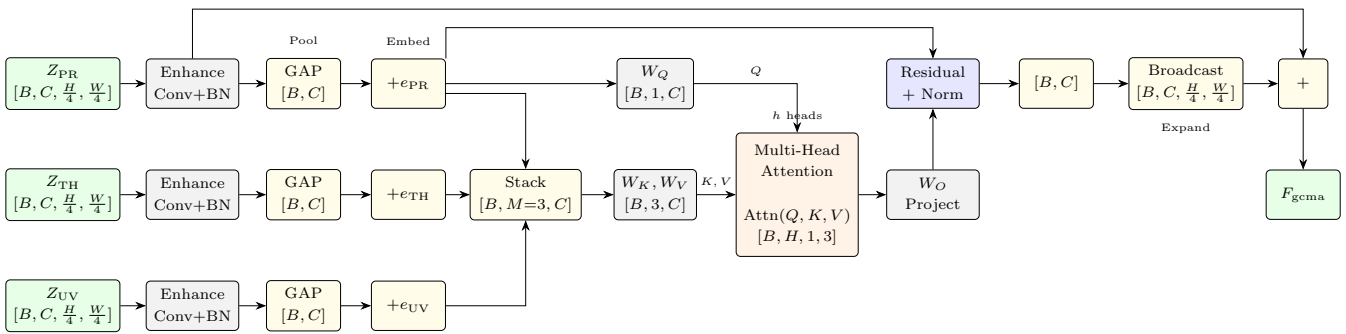 Pool
Embed
Z_PR
[B, C, H/4, W/4]
Enhance
Conv+BN
GAP
[B, C]
+e_PR
W_Q
[B, 1, C]
Q
Residual
+ Norm
[B, C]
Broadcast
[B, C, H/4, W/4]
+
Expand
h heads
Multi-Head
Attention
Attn(Q, K, V)
[B, H, 1, 3]
Z_TH
[B, C, H/4, W/4]
Enhance
Conv+BN
GAP
[B, C]
+e_TH
Stack
[B, M=3, C]
W_K, W_V
[B, 3, C]
K, V
W_O
Project
F_gcma
Z_UV
[B, C, H/4, W/4]
Enhance
Conv+BN
GAP
[B, C]
+e_UV